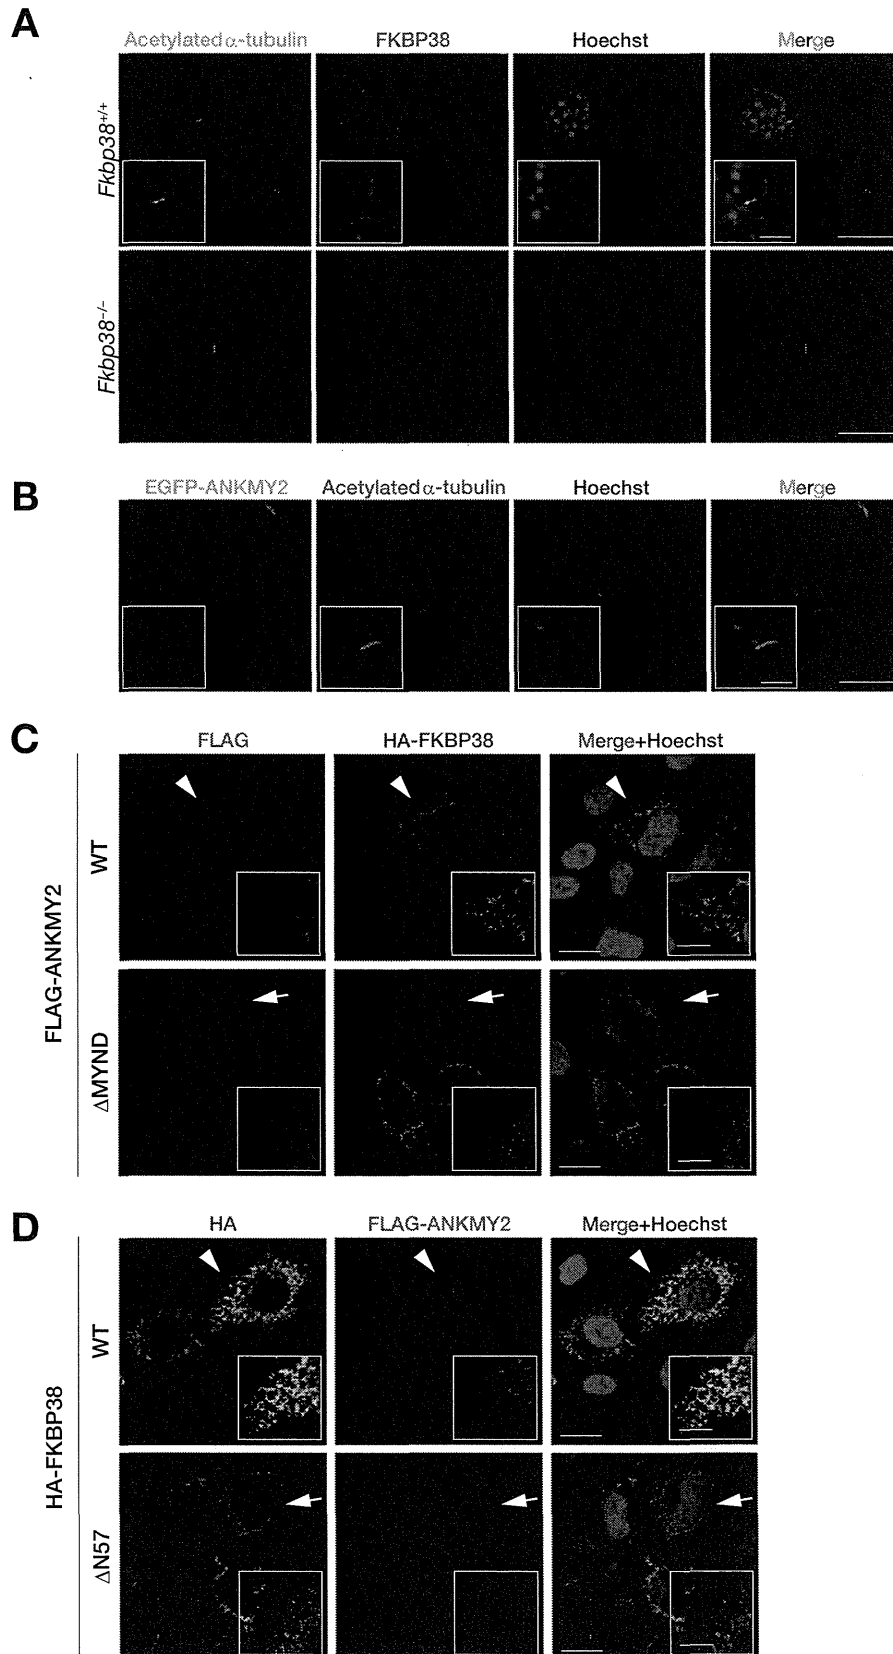 A
Acetylated α-tubulin FKBP38 Hoechst Merge
Fkbp38+/+
Fkbp38−/−
B
EGFP-ANKMY2 Acetylated α-tubulin Hoechst Merge
C
FLAG HA-FKBP38 Merge+Hoechst
FLAG-ANKMY2
WT
ΔMYND
D
HA FLAG-ANKMY2 Merge+Hoechst
HA-FKBP38
WT
ΔN57